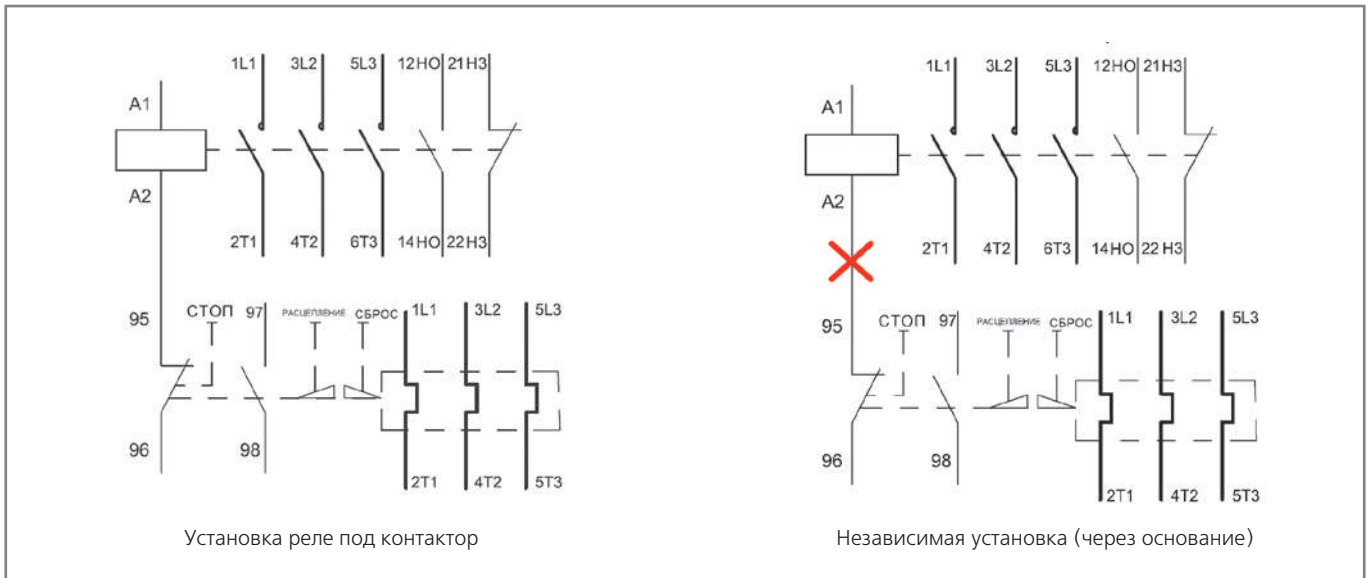 1L1 3L2 5L3 12НО 21НЗ
A1
A2
2T1 4T2 6T3 14НО 22НЗ
95 СТОП 97 РАСЦЕПЛЕНИЕ СБРОС 1L1 3L2 5L3
96 98
2T1 4T2 5T3
Установка реле под контактор
1L1 3L2 5L3 12НО 21НЗ
A1
A2
2T1 4T2 6T3 14НО 22 НЗ
95 СТОП 97 РАСЦЕПЛЕНИЕ СБРОС 1L1 3L2 5L3
96 98
2T1 4T2 5T3
Независимая установка (через основание)